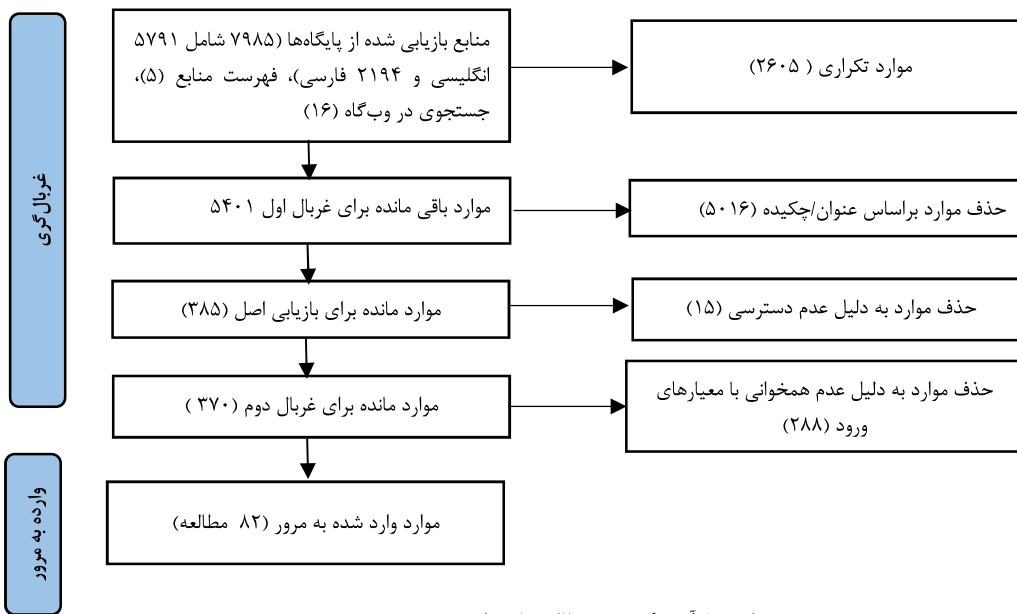 غربال‌گری
منابع بازیابی شده از پایگاه‌ها (۷۹۸۵ شامل ۵۷۹۱
انگلیسی و ۲۱۹۴ فارسی)، فهرست منابع (۵)،
جستجوی در وب‌گاه (۱۶)
موارد تکراری ( ۲۶۰۵)
موارد باقی مانده برای غربال اول ۵۴۰۱
حذف موارد براساس عنوان/چکیده (۵۰۱۶)
موارد مانده برای بازیابی اصل (۳۸۵)
حذف موارد به دلیل عدم دسترسی (۱۵)
موارد مانده برای غربال دوم (۳۷۰ )
حذف موارد به دلیل عدم همخوانی با معیارهای
ورود (۲۸۸)
وارده به مرور
موارد وارد شده به مرور (۸۲ مطالعه)